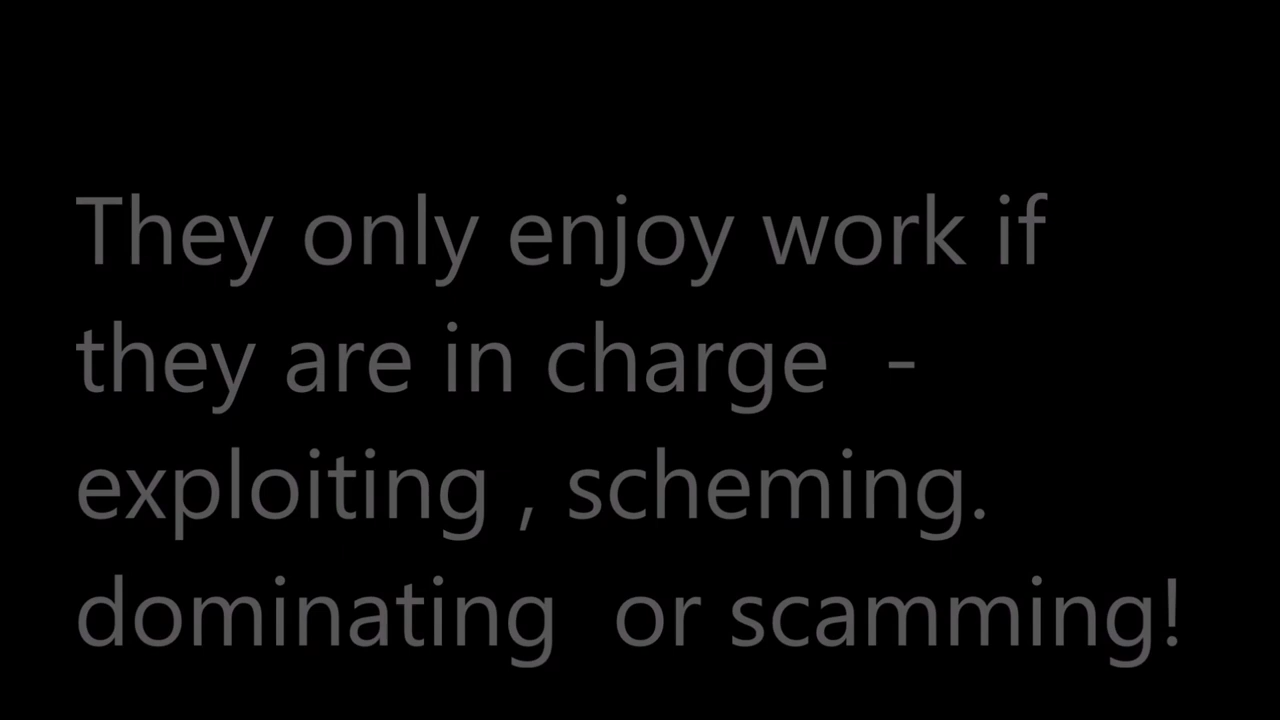 They only enjoy work if
they are in charge  -
exploiting , scheming.
dominating  or scamming!